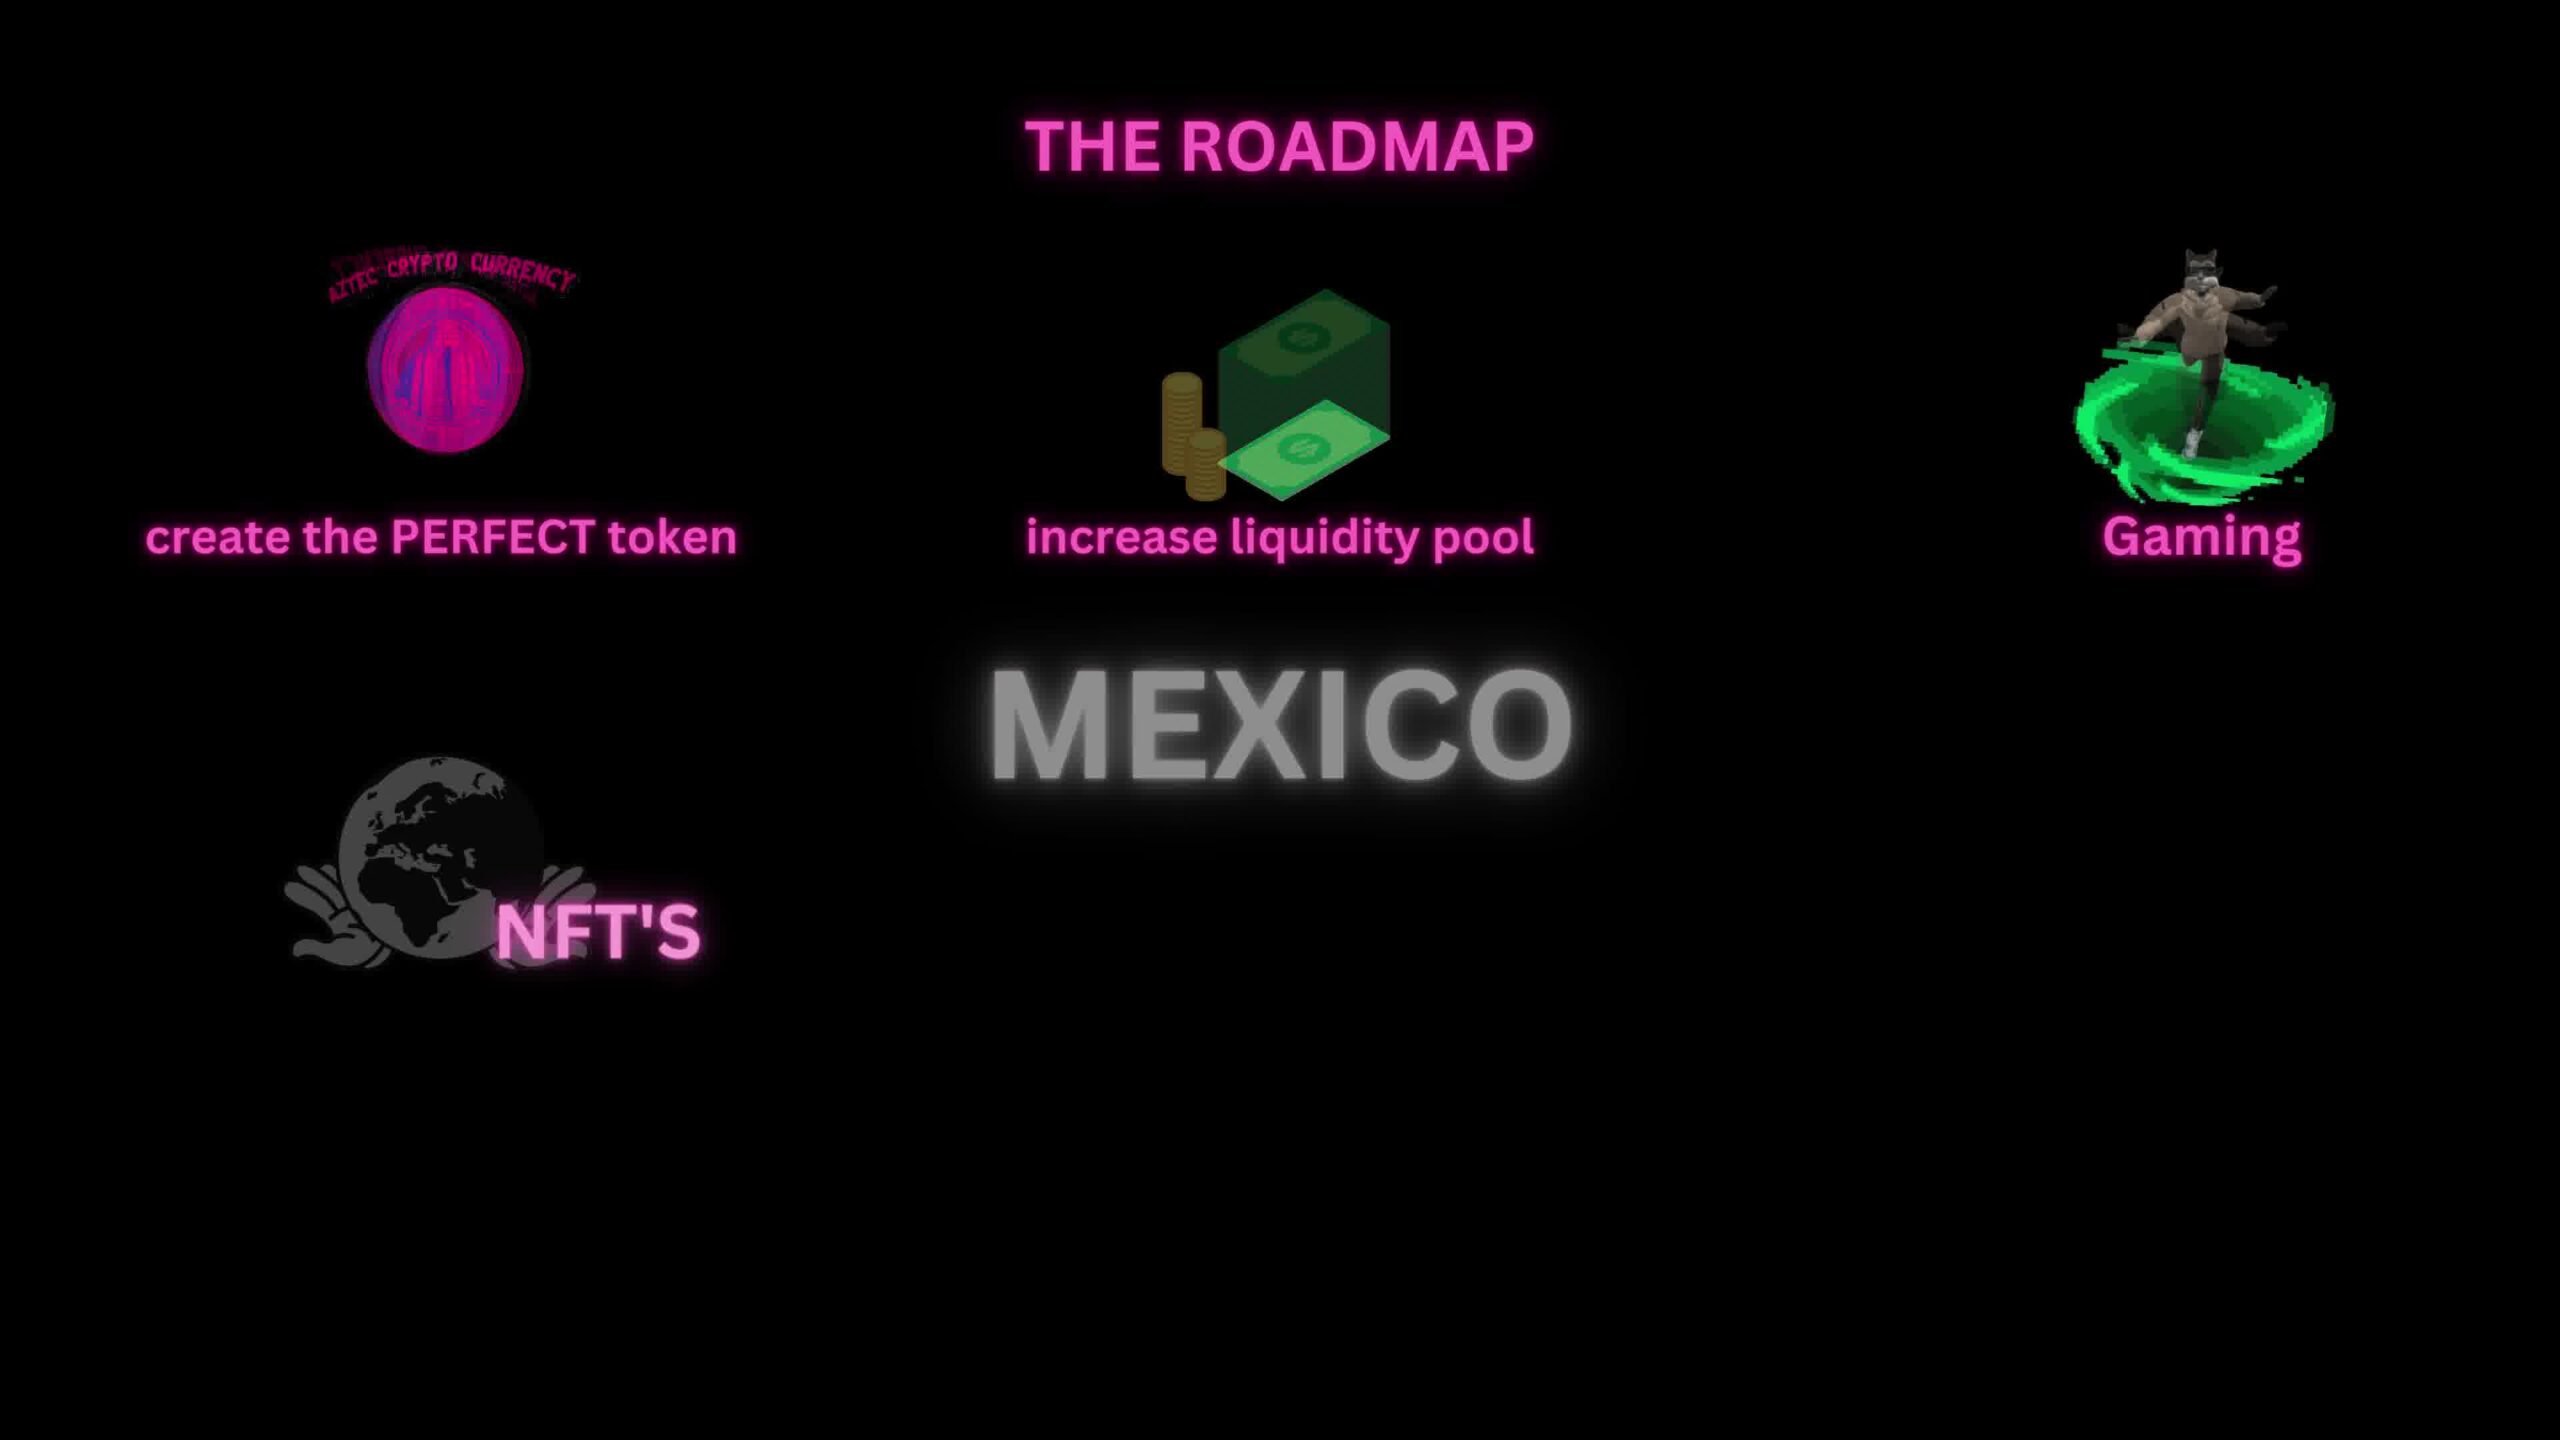 THE ROADMAP
AZTEC CRYPTO CURRENCY
create the PERFECT token
increase liquidity pool
Gaming
MEXICO
NFT'S